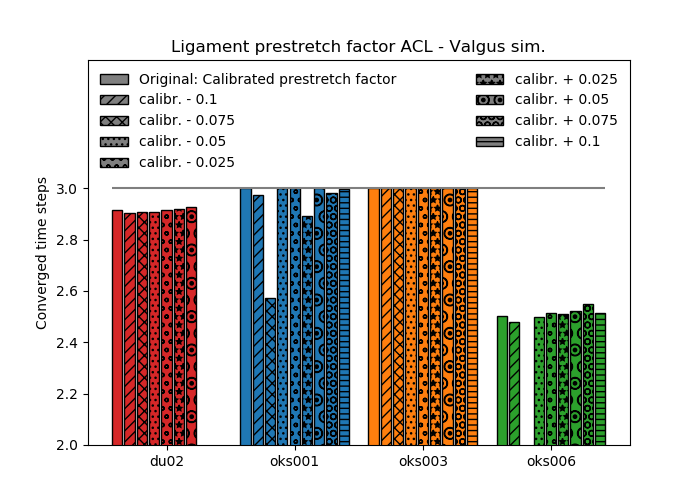 Ligament prestretch factor ACL - Valgus sim.
Original: Calibrated prestretch factor
calibr. - 0.1
calibr. - 0.075
calibr. - 0.05
calibr. - 0.025
calibr. + 0.025
calibr. + 0.05
calibr. + 0.075
calibr. + 0.1
Converged time steps
3.0
2.8
2.6
2.4
2.2
2.0
du02 oks001 oks003 oks006